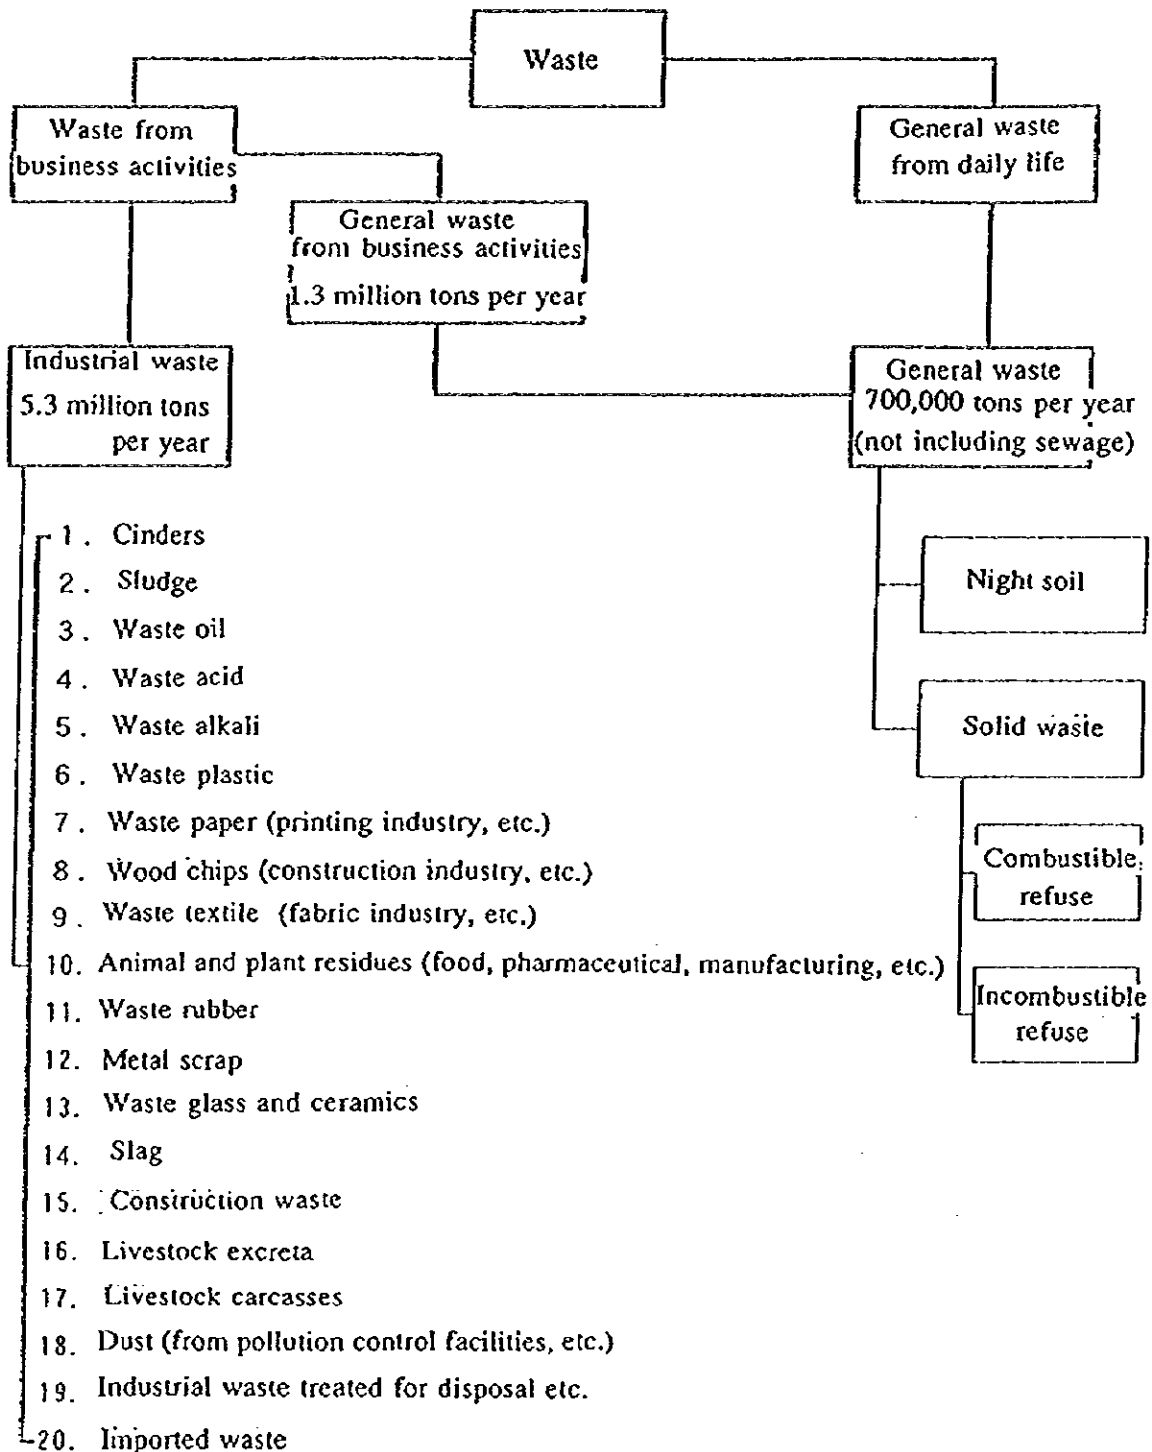 Waste
Waste from
business activities
General waste
from daily life
General waste
from business activities
1.3 million tons per year
Industrial waste
5.3 million tons
per year
General waste
700,000 tons per year
(not including sewage)
1. Cinders
2. Sludge
3. Waste oil
4. Waste acid
5. Waste alkali
6. Waste plastic
7. Waste paper (printing industry, etc.)
8. Wood chips (construction industry, etc.)
9. Waste textile (fabric industry, etc.)
10. Animal and plant residues (food, pharmaceutical, manufacturing, etc.)
11. Waste rubber
12. Metal scrap
13. Waste glass and ceramics
14. Slag
15. Construction waste
16. Livestock excreta
17. Livestock carcasses
18. Dust (from pollution control facilities, etc.)
19. Industrial waste treated for disposal etc.
20. Imported waste
Night soil
Solid waste
Combustible
refuse
Incombustible
refuse